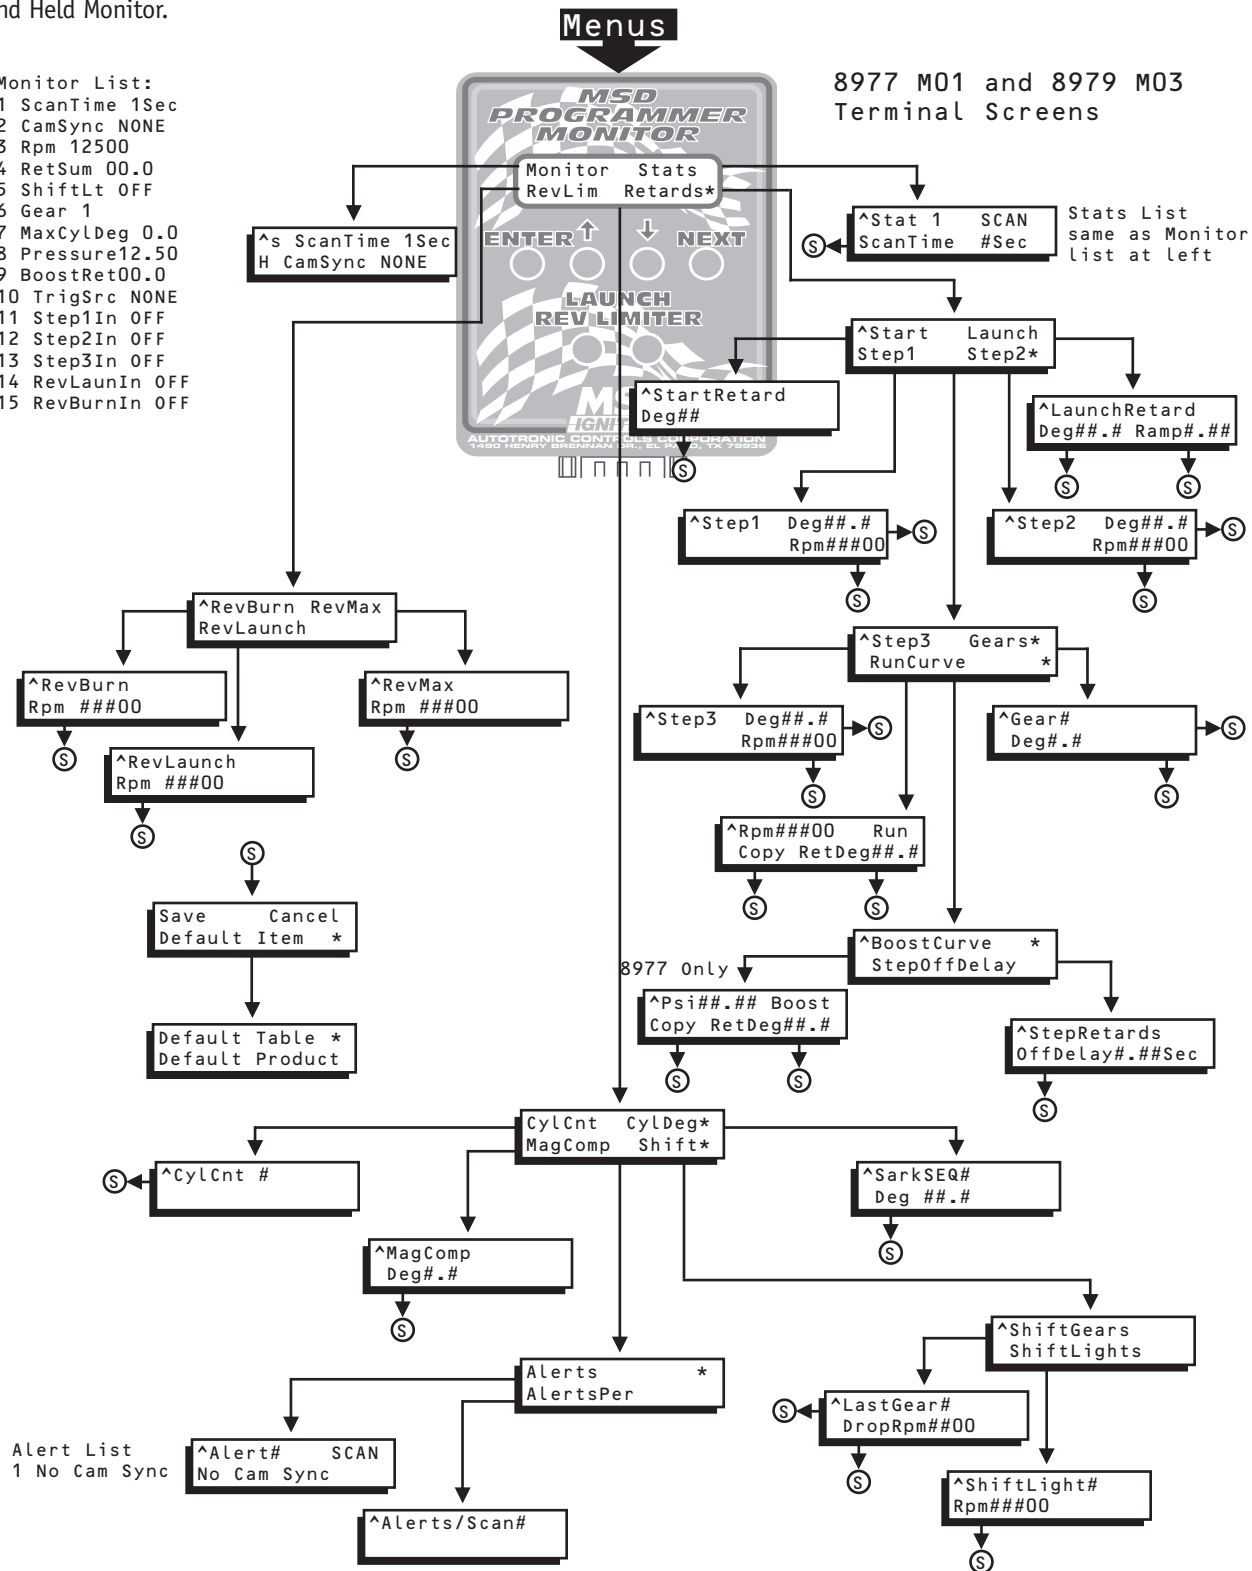 nd Held Monitor.
Menus
8977 M01 and 8979 M03
Terminal Screens
Monitor List:
1 ScanTime 1Sec
2 CamSync NONE
3 Rpm 12500
4 RetSum 00.0
5 ShiftLt OFF
6 Gear 1
7 MaxCylDeg 0.0
8 Pressure12.50
9 BoostRet00.0
10 TrigSrc NONE
11 Step1In OFF
12 Step2In OFF
13 Step3In OFF
14 RevLaunIn OFF
15 RevBurnIn OFF
MSD
PROGRAMMER
MONITOR
Monitor Stats
RevLim Retards*
ENTER
NEXT
LAUNCH
REV LIMITER
AUTOTRONIC CONTROLS CORPORATION
1490 HENRY BRENNAN DR., EL PASO, TX 79936
^s ScanTime 1Sec
H CamSync NONE
^Stat 1 SCAN
ScanTime #Sec
S
Stats List
same as Monitor
list at left
^Start Launch
Step1 Step2*
^StartRetard
Deg##
S
^LaunchRetard
Deg##.# Ramp#.##
S
S
^Step1 Deg##.#
Rpm###00
S
S
^Step2 Deg##.#
Rpm###00
S
S
^RevBurn RevMax
RevLaunch
^RevBurn
Rpm ###00
S
^RevMax
Rpm ###00
S
^RevLaunch
Rpm ###00
S
^Step3 Gears*
RunCurve *
^Step3 Deg##.#
Rpm###00
S
S
^Gear#
Deg#.#
S
S
^Rpm###00 Run
Copy RetDeg##.#
S
S
S
Save Cancel
Default Item *
Default Table *
Default Product
^BoostCurve *
StepOffDelay
8977 Only
^Psi##.## Boost
Copy RetDeg##.#
S
S
^StepRetards
OffDelay#.##Sec
S
CylCnt CylDeg*
MagComp Shift*
^CylCnt #
S
^SarkSEQ#
Deg ##.#
S
^MagComp
Deg#.#
S
^ShiftGears
ShiftLights
Alerts *
AlertsPer
^LastGear#
DropRpm##00
S
S
Alert List
1 No Cam Sync
^Alert# SCAN
No Cam Sync
^ShiftLight#
Rpm###00
S
^Alerts/Scan#